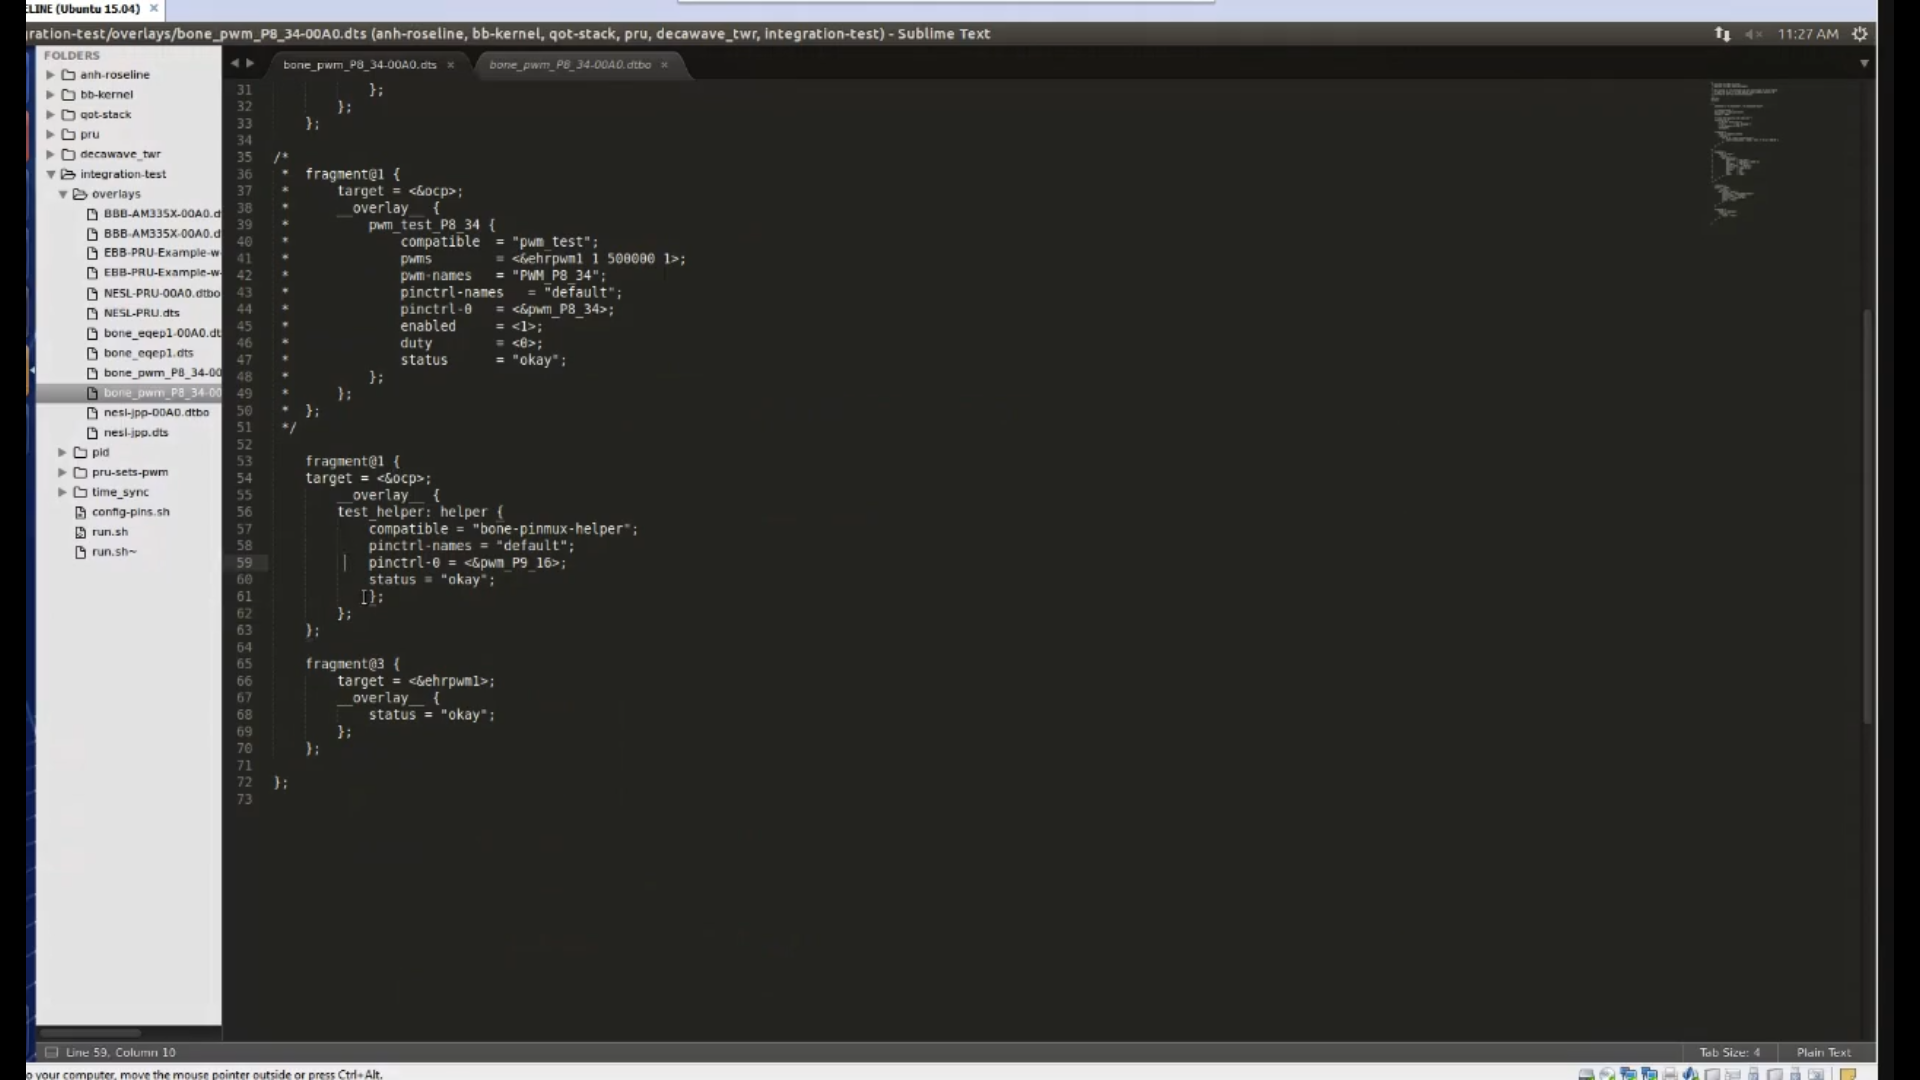 LINE (Ubuntu 15.04) ×
ration-test/overlays/bone_pwm_P8_34-00A0.dts (anh-roseline, bb-kernel, qot-stack, pru, decawave_twr, integration-test) - Sublime Text
11:27 AM
FOLDERS
anh-roseline
bb-kernel
qot-stack
pru
decawave_twr
integration-test
overlays
BBB-AM335X-00A0.d
BBB-AM335X-00A0.d
EBB-PRU-Example-w
EBB-PRU-Example-w
NESL-PRU-00A0.dtbo
NESL-PRU.dts
bone_eqep1-00A0.dt
bone_eqep1.dts
bone_pwm_P8_34-00
bone_pwm_P8_34-00
nesl-jpp-00A0.dtbo
nesl-jpp.dts
pid
pru-sets-pwm
time_sync
config-pins.sh
run.sh
run.sh~
bone_pwm_P8_34-00A0.dts ×
bone_pwm_P8_34-00A0.dtbo ×
31 };
32 };
33 };
34
35 /*
36 * fragment@1 {
37 * target = <&ocp>;
38 * __overlay__ {
39 * pwm_test_P8_34 {
40 * compatible = "pwm_test";
41 * pwms = <&ehrpwm1 1 500000 1>;
42 * pwm-names = "PWM_P8_34";
43 * pinctrl-names = "default";
44 * pinctrl-0 = <&pwm_P8_34>;
45 * enabled = <1>;
46 * duty = <0>;
47 * status = "okay";
48 * };
49 * };
50 * };
51 */
52
53 fragment@1 {
54 target = <&ocp>;
55 __overlay__ {
56 test_helper: helper {
57 compatible = "bone-pinmux-helper";
58 pinctrl-names = "default";
59 pinctrl-0 = <&pwm_P9_16>;
60 status = "okay";
61 };
62 };
63 };
64
65 fragment@3 {
66 target = <&ehrpwm1>;
67 __overlay__ {
68 status = "okay";
69 };
70 };
71
72 };
73
Line 59, Column 10
Tab Size: 4
Plain Text
o your computer, move the mouse pointer outside or press Ctrl+Alt.